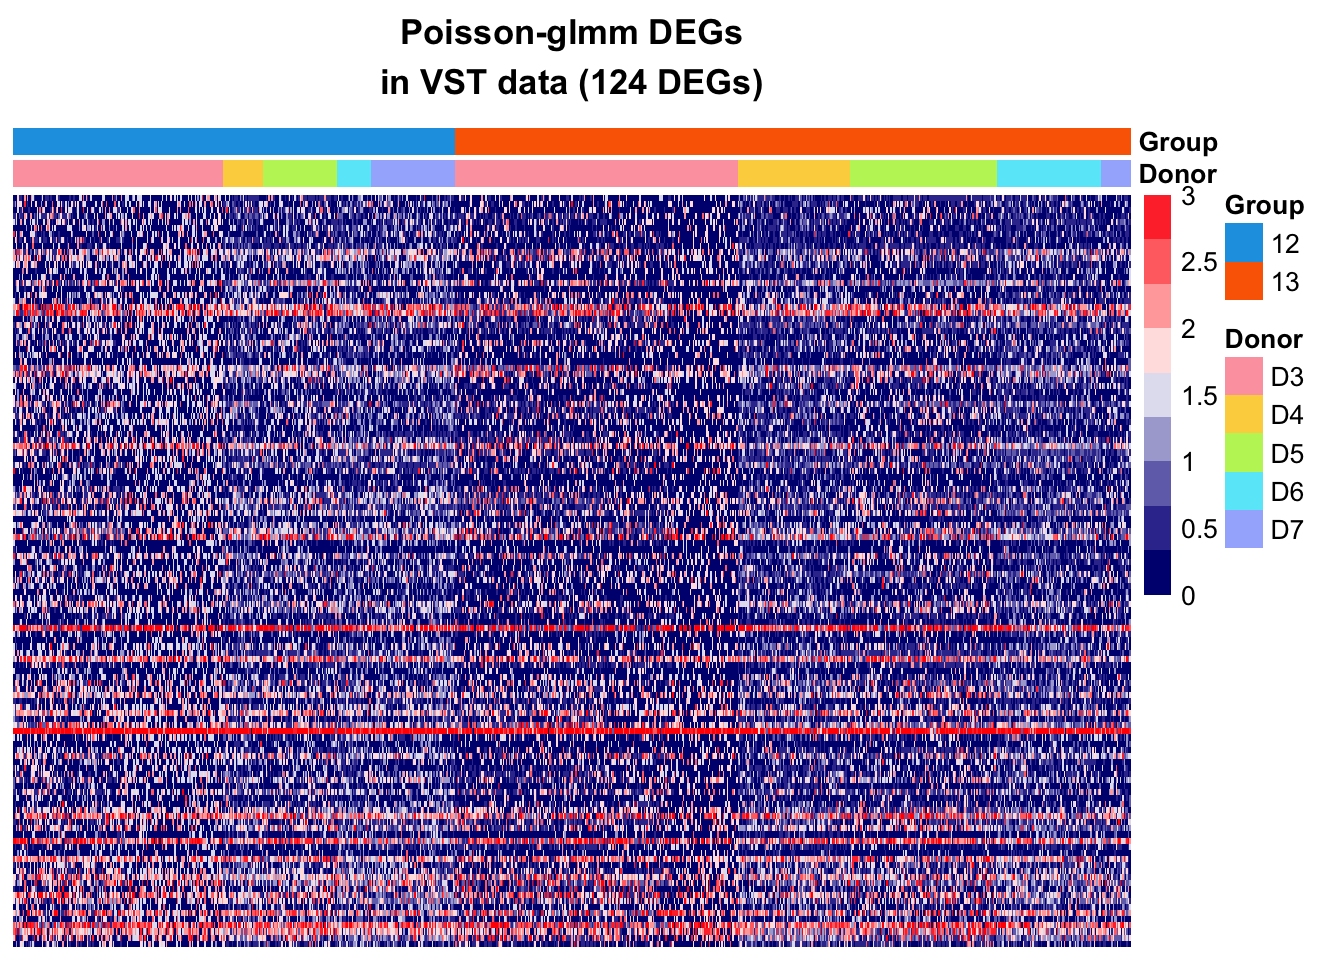 Poisson-glmm DEGs
in VST data (124 DEGs)
Group
Donor
3
2.5
2
1.5
1
0.5
0
Group
12
13
Donor
D3
D4
D5
D6
D7